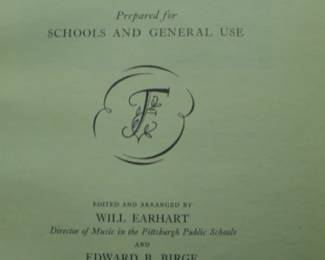 Prepared for
SCHOOLS AND GENERAL USE
F
EDITED AND ARRANGED BY
WILL EARHART
Director of Music in the Pittsburgh Public Schools
AND
EDWARD B. BIRGE